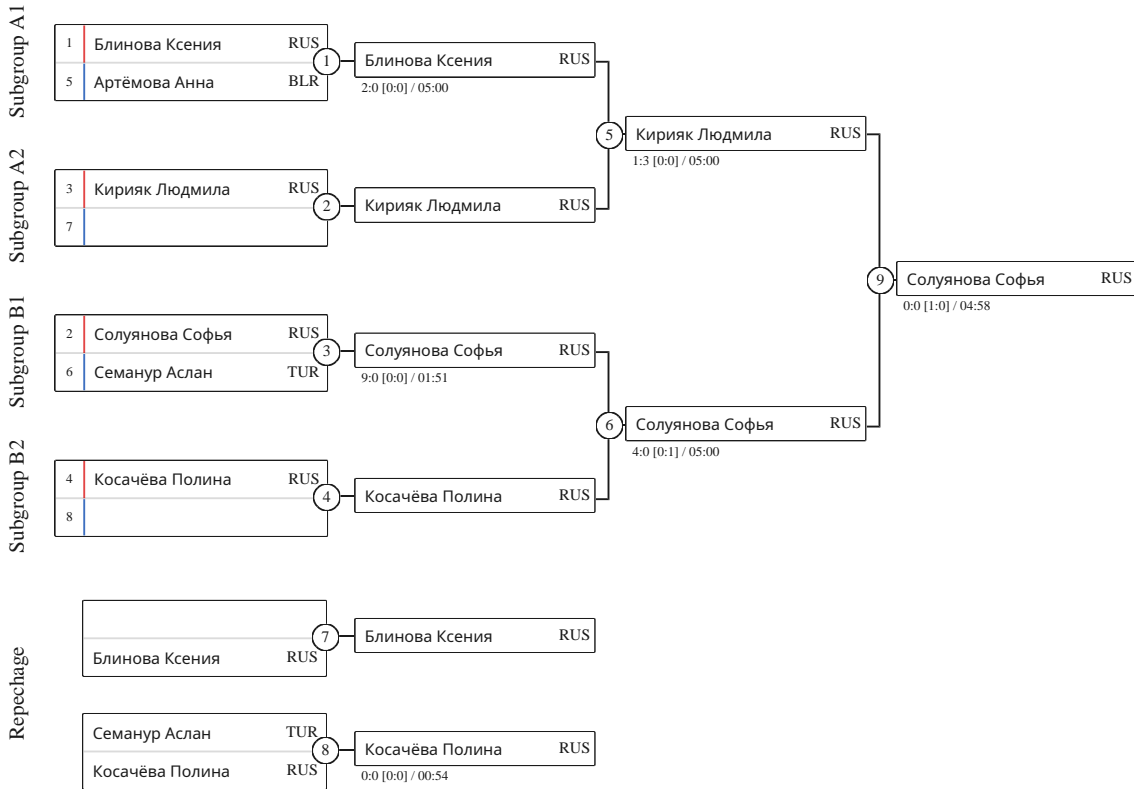 Subgroup A1
1 Блинова Ксения RUS
5 Артёмова Анна BLR
1
Блинова Ксения RUS
2:0 [0:0] / 05:00
Subgroup A2
3 Кирияк Людмила RUS
7
2
Кирияк Людмила RUS
5
Кирияк Людмила RUS
1:3 [0:0] / 05:00
Subgroup B1
2 Солуянова Софья RUS
6 Семанур Аслан TUR
3
Солуянова Софья RUS
9:0 [0:0] / 01:51
Subgroup B2
4 Косачёва Полина RUS
8
4
Косачёва Полина RUS
6
Солуянова Софья RUS
4:0 [0:1] / 05:00
9
Солуянова Софья RUS
0:0 [1:0] / 04:58
Repechage
Блинова Ксения RUS
7
Блинова Ксения RUS
Семанур Аслан TUR
Косачёва Полина RUS
8
Косачёва Полина RUS
0:0 [0:0] / 00:54